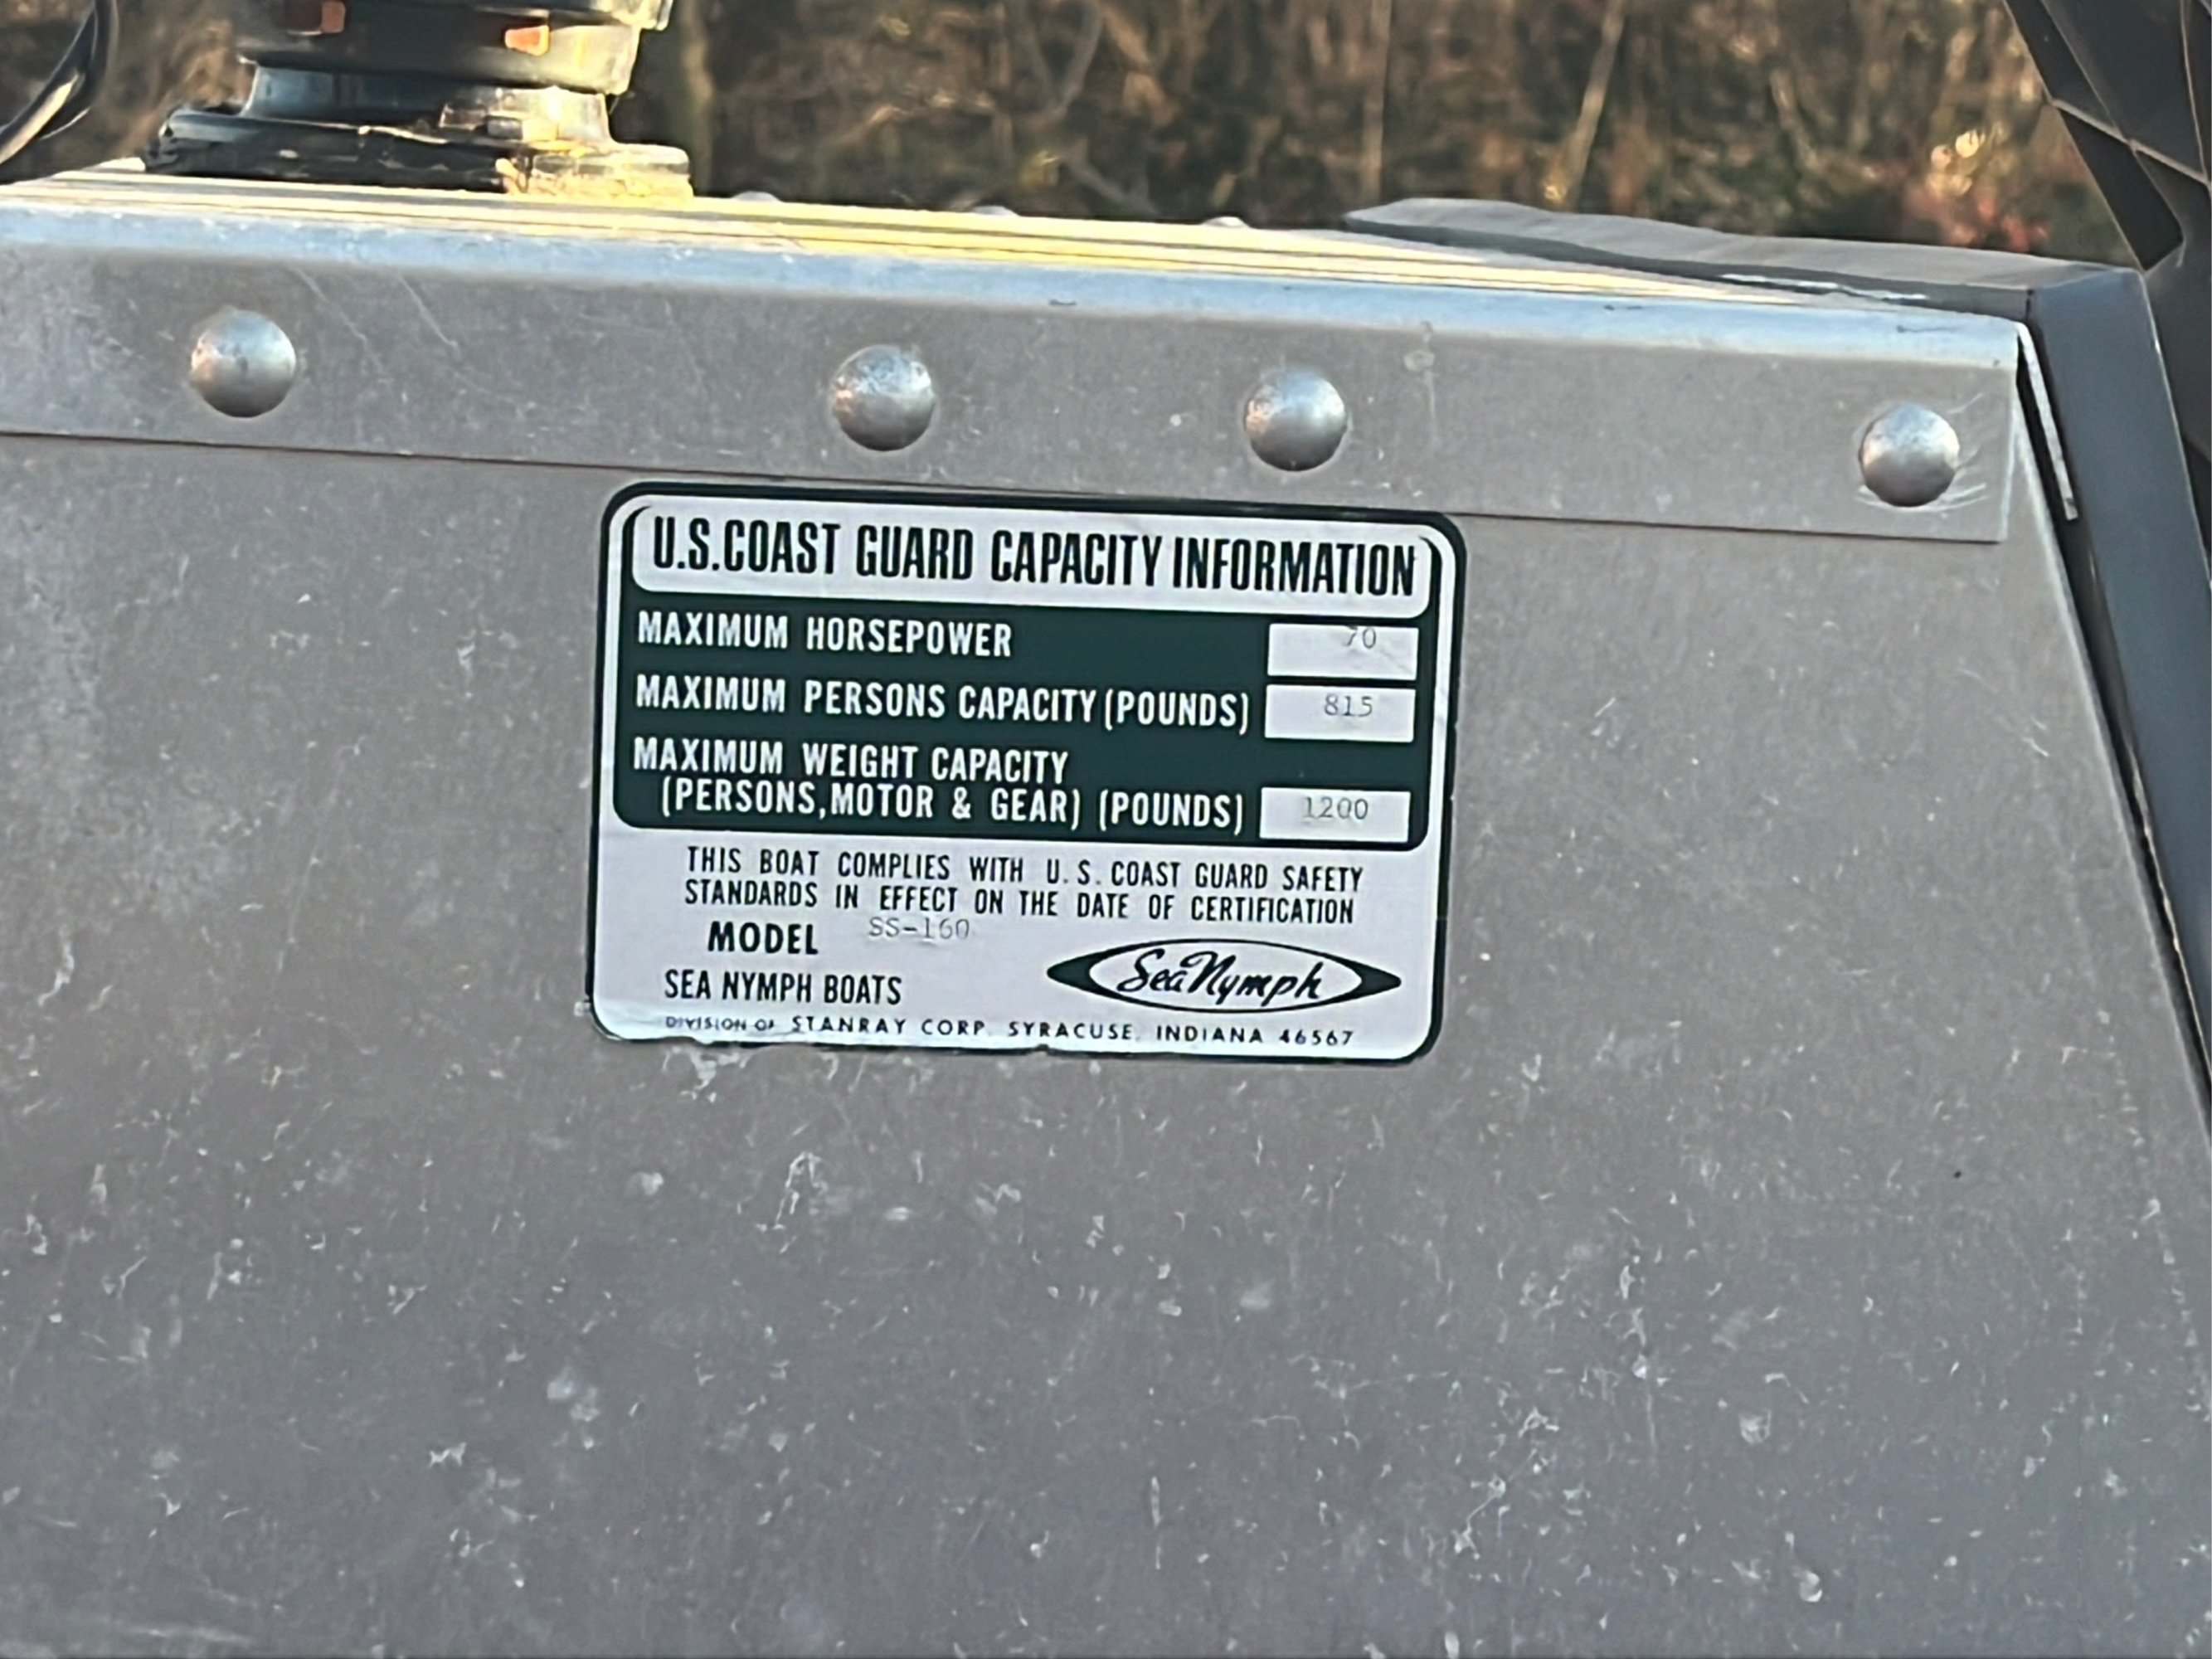 U.S. COAST GUARD CAPACITY INFORMATION
MAXIMUM HORSEPOWER 70
MAXIMUM PERSONS CAPACITY (POUNDS) 815
MAXIMUM WEIGHT CAPACITY
(PERSONS, MOTOR & GEAR) (POUNDS) 1200
THIS BOAT COMPLIES WITH U.S. COAST GUARD SAFETY
STANDARDS IN EFFECT ON THE DATE OF CERTIFICATION
MODEL SS-160
SEA NYMPH BOATS
Sea Nymph
DIVISION OF STANRAY CORP. SYRACUSE, INDIANA 46567